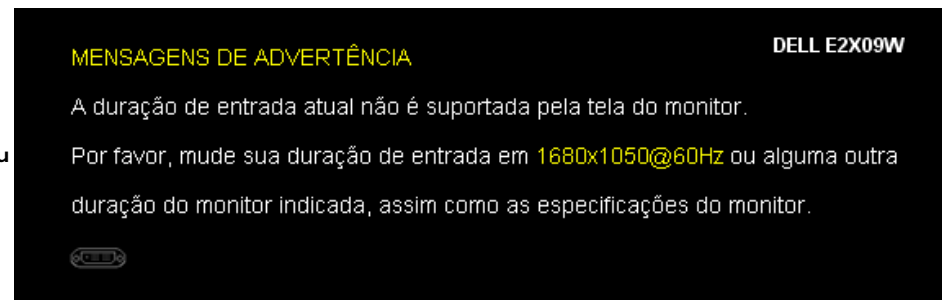 DELL E2X09W
MENSAGENS DE ADVERTÊNCIA
A duração de entrada atual não é suportada pela tela do monitor.
u
Por favor, mude sua duração de entrada em 1680x1050@60Hz ou alguma outra
duração do monitor indicada, assim como as especificações do monitor.